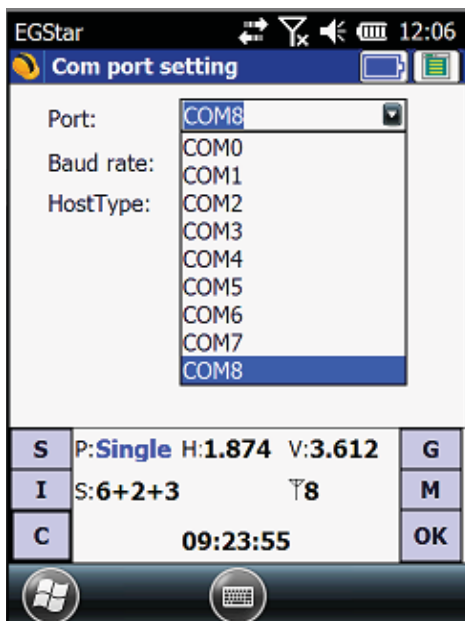 EGStar 12:06
Com port setting
Port: COM8
COM0
Baud rate:
COM1
HostType: COM2
COM3
COM4
COM5
COM6
COM7
COM8
S P:Single H:1.874 V:3.612 G
I S:6+2+3 8 M
C 09:23:55 OK